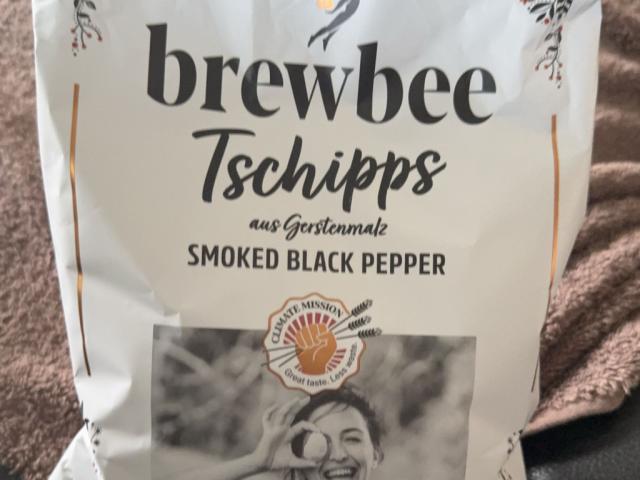 brewbee
Tschipps
aus Gerstenmalz
SMOKED BLACK PEPPER
CLIMATE MISSION
Great taste. Less waste.